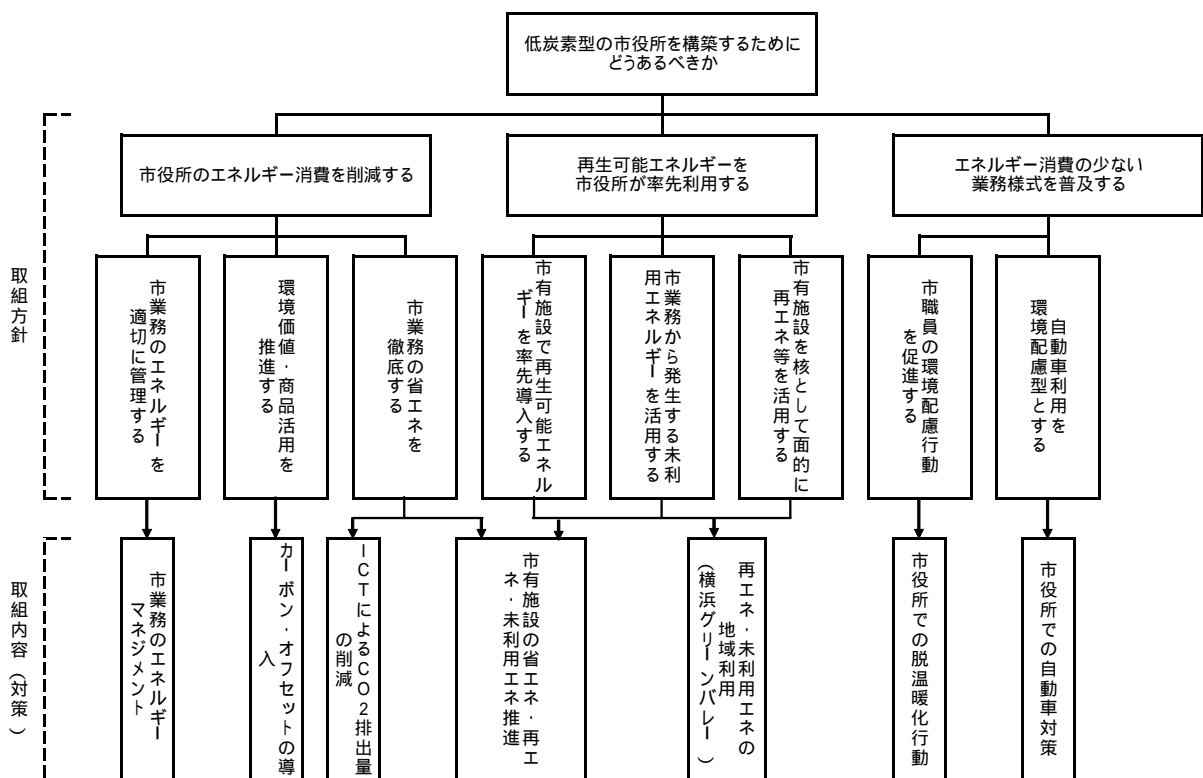 低炭素型の市役所を構築するために
どうあるべきか
取組方針
市役所のエネルギー消費を削減する
再生可能エネルギーを
市役所が率先利用する
エネルギー消費の少ない
業務様式を普及する
市業務のエネルギーを
適切に管理する
環境価値・商品活用を
推進する
市業務の省エネを
徹底する
市有施設で再生可能エネル
ギーを率先導入する
市業務から発生する未利
用エネルギーを活用する
市有施設を核として面的に
再エネ等を活用する
市職員の環境配慮行動
を促進する
自動車利用を
環境配慮型とする
取組内容（対策）
市業務のエネルギー
マネジメント
カーボン・オフセットの導
入
ICTによるCO2排出量
の削減
市有施設の省エネ・再エ
ネ・未利用エネ推進
再エネ・未利用エネの
地域利用
（横浜グリーンバレー）
市役所での脱温暖化行動
市役所での自動車対策